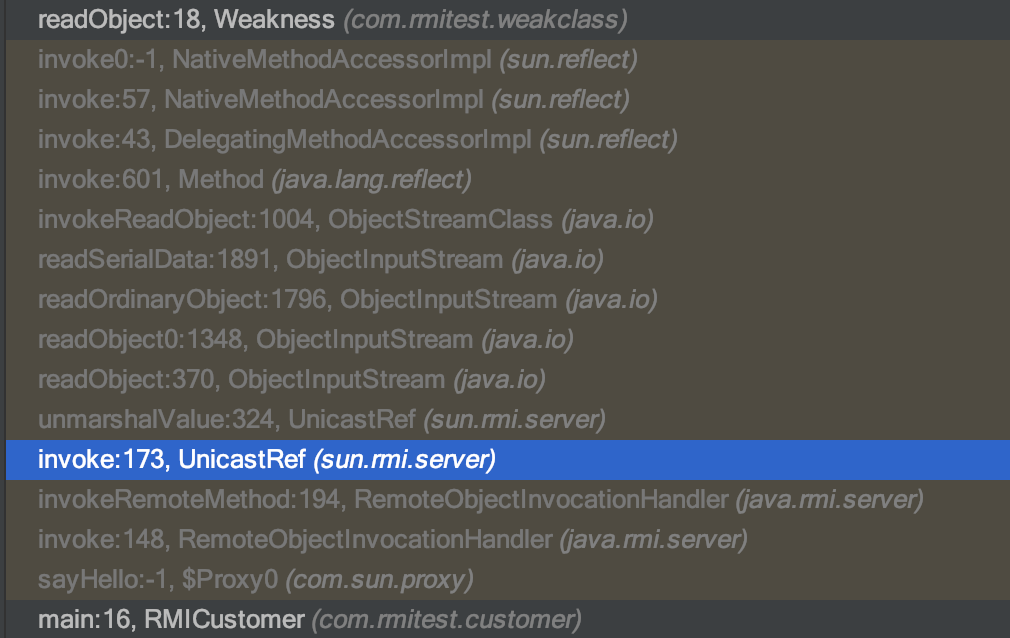 readObject:18, Weakness (com.rmitest.weakclass)
invoke0:-1, NativeMethodAccessorImpl (sun.reflect)
invoke:57, NativeMethodAccessorImpl (sun.reflect)
invoke:43, DelegatingMethodAccessorImpl (sun.reflect)
invoke:601, Method (java.lang.reflect)
invokeReadObject:1004, ObjectStreamClass (java.io)
readSerialData:1891, ObjectInputStream (java.io)
readOrdinaryObject:1796, ObjectInputStream (java.io)
readObject0:1348, ObjectInputStream (java.io)
readObject:370, ObjectInputStream (java.io)
unmarshalValue:324, UnicastRef (sun.rmi.server)
invoke:173, UnicastRef (sun.rmi.server)
invokeRemoteMethod:194, RemoteObjectInvocationHandler (java.rmi.server)
invoke:148, RemoteObjectInvocationHandler (java.rmi.server)
sayHello:-1, $Proxy0 (com.sun.proxy)
main:16, RMICustomer (com.rmitest.customer)